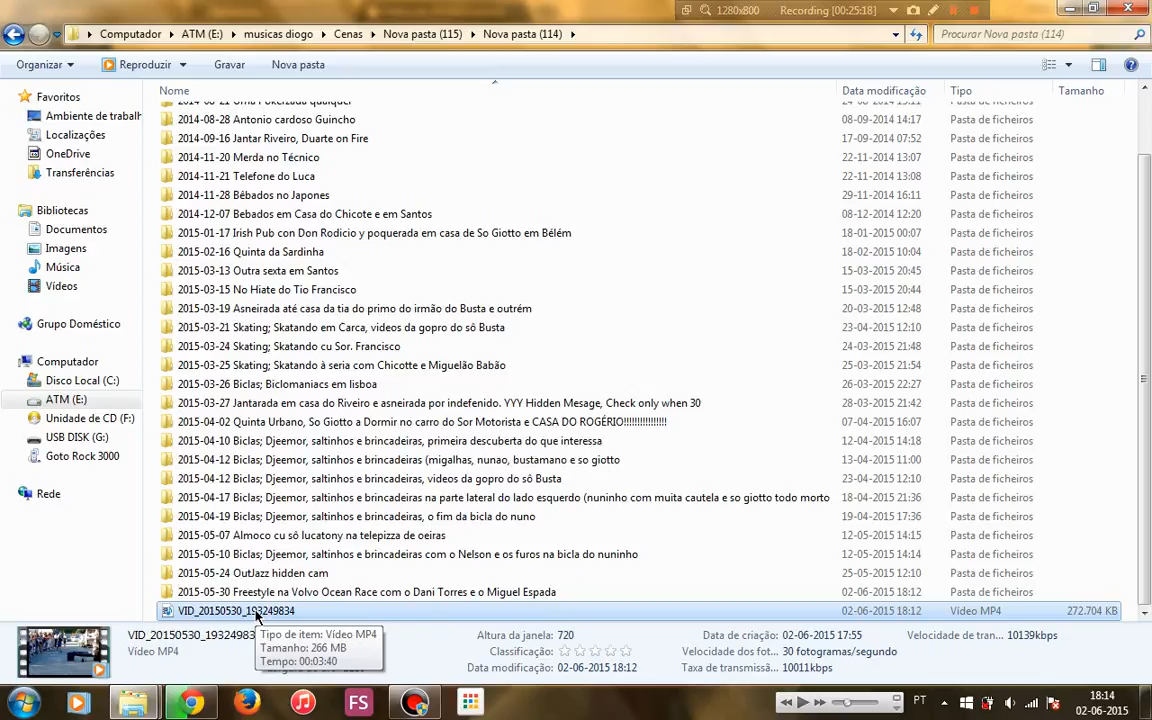 1280x800 Recording [00:25:18]
Computador ATM (E:) musicas diogo Cenas Nova pasta (115) Nova pasta (114) Procurar Nova pasta (114)
Organizar Reproduzir Gravar Nova pasta
Nome Data modificação Tipo Tamanho
Favoritos
Ambiente de trabalh
Localizações
OneDrive
Transferências
Bibliotecas
Documentos
Imagens
Música
Vídeos
Grupo Doméstico
Computador
Disco Local (C:)
ATM (E:)
Unidade de CD (F:)
USB DISK (G:)
Goto Rock 3000
Rede
2014-08-28 Antonio cardoso Guincho 08-09-2014 14:17 Pasta de ficheiros
2014-09-16 Jantar Riveiro, Duarte on Fire 17-09-2014 07:52 Pasta de ficheiros
2014-11-20 Merda no Técnico 22-11-2014 13:07 Pasta de ficheiros
2014-11-21 Telefone do Luca 22-11-2014 13:08 Pasta de ficheiros
2014-11-28 Bêbados no Japones 29-11-2014 16:11 Pasta de ficheiros
2014-12-07 Bebados em Casa do Chicote e em Santos 08-12-2014 12:20 Pasta de ficheiros
2015-01-17 Irish Pub con Don Rodicio y poquerada em casa de So Giotto em Bélém 18-01-2015 00:07 Pasta de ficheiros
2015-02-16 Quinta da Sardinha 18-02-2015 10:04 Pasta de ficheiros
2015-03-13 Outra sexta em Santos 15-03-2015 20:45 Pasta de ficheiros
2015-03-15 No Hiate do Tio Francisco 15-03-2015 20:44 Pasta de ficheiros
2015-03-19 Asneirada até casa da tia do primo do irmão do Busta e outrém 20-03-2015 12:48 Pasta de ficheiros
2015-03-21 Skating; Skatando em Carca, videos da gopro do sô Busta 23-04-2015 12:10 Pasta de ficheiros
2015-03-24 Skating; Skatando cu Sor. Francisco 24-03-2015 21:48 Pasta de ficheiros
2015-03-25 Skating; Skatando à seria com Chicotte e Miguelão Babão 25-03-2015 21:54 Pasta de ficheiros
2015-03-26 Biclas; Biclomaniacs em lisboa 26-03-2015 22:27 Pasta de ficheiros
2015-03-27 Jantarada em casa do Riveiro e asneirada por indefenido. YYY Hidden Mesage, Check only when 30 28-03-2015 21:42 Pasta de ficheiros
2015-04-02 Quinta Urbano, So Giotto a Dormir no carro do Sor Motorista e CASA DO ROGÉRIO!!!!!!!!!!!!!!!! 07-04-2015 16:07 Pasta de ficheiros
2015-04-10 Biclas; Djeemor, saltinhos e brincadeiras, primeira descuberta do que interessa 12-04-2015 14:18 Pasta de ficheiros
2015-04-12 Biclas; Djeemor, saltinhos e brincadeiras (migalhas, nunao, bustamano e so giotto 13-04-2015 11:00 Pasta de ficheiros
2015-04-12 Biclas; Djeemor, saltinhos e brincadeiras, videos da gopro do sô Busta 23-04-2015 12:10 Pasta de ficheiros
2015-04-17 Biclas; Djeemor, saltinhos e brincadeiras na parte lateral do lado esquerdo (nuninho com muita cautela e so giotto todo morto 18-04-2015 21:36 Pasta de ficheiros
2015-04-19 Biclas; Djeemor, saltinhos e brincadeiras, o fim da bicla do nuno 19-04-2015 17:36 Pasta de ficheiros
2015-05-07 Almoco cu sô lucatony na telepizza de oeiras 12-05-2015 14:15 Pasta de ficheiros
2015-05-10 Biclas; Djeemor, saltinhos e brincadeiras com o Nelson e os furos na bicla do nuninho 12-05-2015 14:14 Pasta de ficheiros
2015-05-24 OutJazz hidden cam 25-05-2015 12:10 Pasta de ficheiros
2015-05-30 Freestyle na Volvo Ocean Race com o Dani Torres e o Miguel Espada Pasta de ficheiros
VID_20150530_193249834 02-06-2015 18:12 Vídeo MP4 272.704 KB
Tipo de item: Vídeo MP4
Tamanho: 266 MB
Tempo: 00:03:40
VID_20150530_19324983 Altura da janela: 720 Data de criação: 02-06-2015 17:55 Velocidade de tran... 10139kbps
Vídeo MP4 Classificação: Velocidade dos fot... 30 fotogramas/segundo
Data modificação: 02-06-2015 18:12 Taxa de transmissã... 10011kbps
FS PT 18:14
02-06-2015